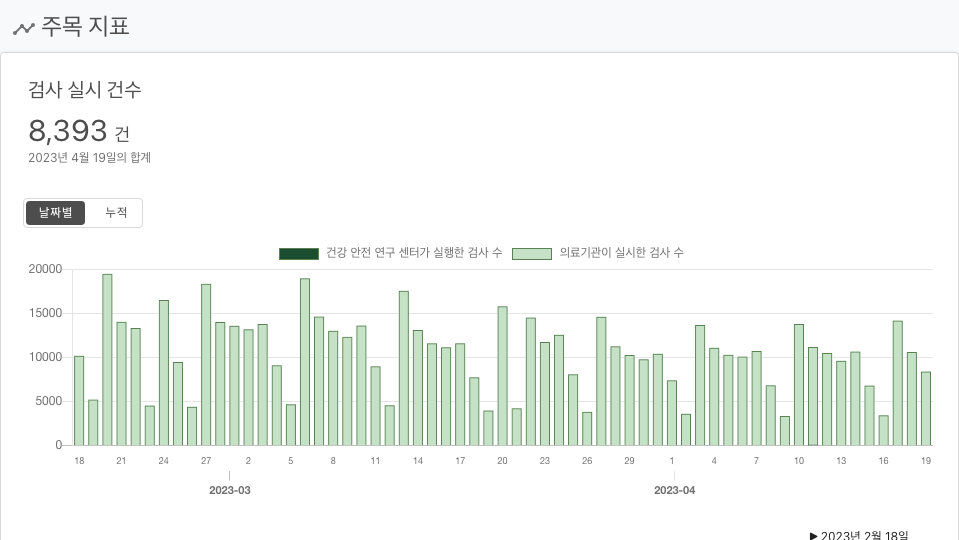 주목 지표
검사 실시 건수
8,393 건
2023년 4월 19일의 합계
날짜별 누적
건강 안전 연구 센터가 실행한 검사 수 의료기관이 실시한 검사 수
20000
15000
10000
5000
0
18 21 24 27 2 5 8 11 14 17 20 23 26 29 1 4 7 10 13 16 19
2023-03 2023-04
▶ 2023년 2월 18일